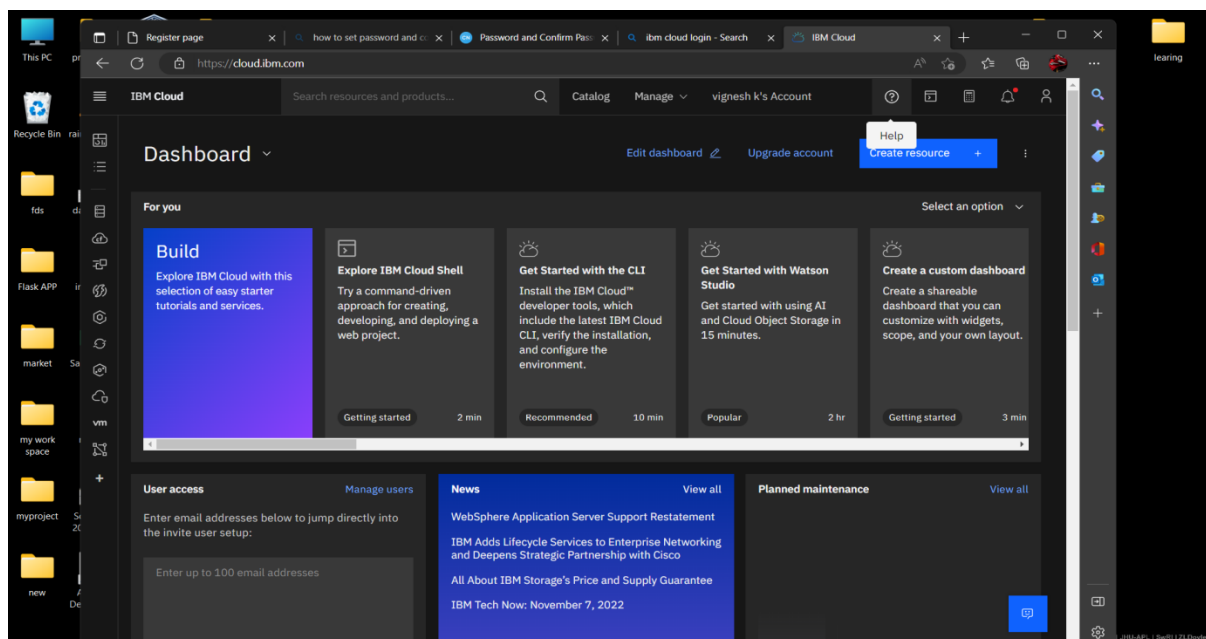 This PC
Recycle Bin
fds
Flask APP
market
my work
space
myproject
new
learing
Register page
how to set password and c
Password and Confirm Pass
ibm cloud login - Search
IBM Cloud
https://cloud.ibm.com
IBM Cloud
Search resources and products...
Catalog
Manage
vignesh k's Account
Help
Dashboard
Edit dashboard
Upgrade account
Create resource
+
For you
Select an option
Build
Explore IBM Cloud with this
selection of easy starter
tutorials and services.
Explore IBM Cloud Shell
Try a command-driven
approach for creating,
developing, and deploying a
web project.
Getting started
2 min
Get Started with the CLI
Install the IBM Cloud™
developer tools, which
include the latest IBM Cloud
CLI, verify the installation,
and configure the
environment.
Recommended
10 min
Get Started with Watson
Studio
Get started with using AI
and Cloud Object Storage in
15 minutes.
Popular
2 hr
Create a custom dashboard
Create a shareable
dashboard that you can
customize with widgets,
scope, and your own layout.
Getting started
3 min
vm
User access
Manage users
Enter email addresses below to jump directly into
the invite user setup:
Enter up to 100 email addresses
News
View all
WebSphere Application Server Support Restatement
IBM Adds Lifecycle Services to Enterprise Networking
and Deepens Strategic Partnership with Cisco
All About IBM Storage's Price and Supply Guarantee
IBM Tech Now: November 7, 2022
Planned maintenance
View all